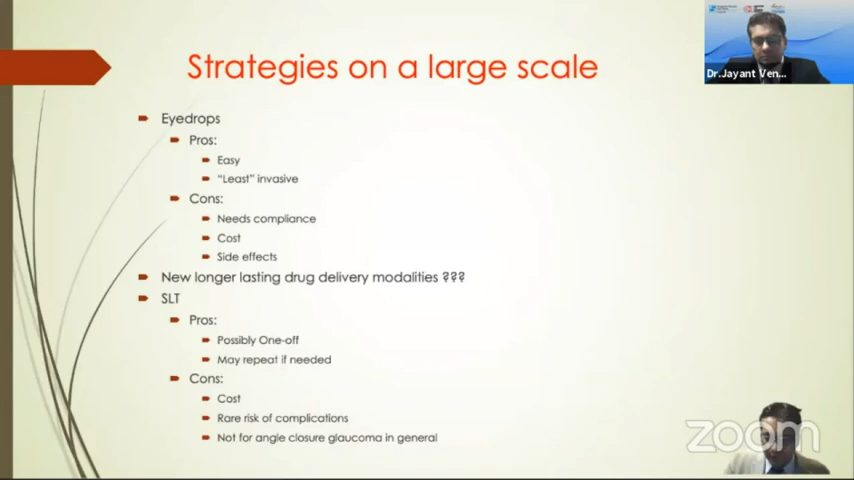 Strategies on a large scale
Dr.Jayant Ven...
Eyedrops
Pros:
Easy
“Least” invasive
Cons:
Needs compliance
Cost
Side effects
New longer lasting drug delivery modalities ???
SLT
Pros:
Possibly One-off
May repeat if needed
Cons:
Cost
Rare risk of complications
Not for angle closure glaucoma in general
zoom